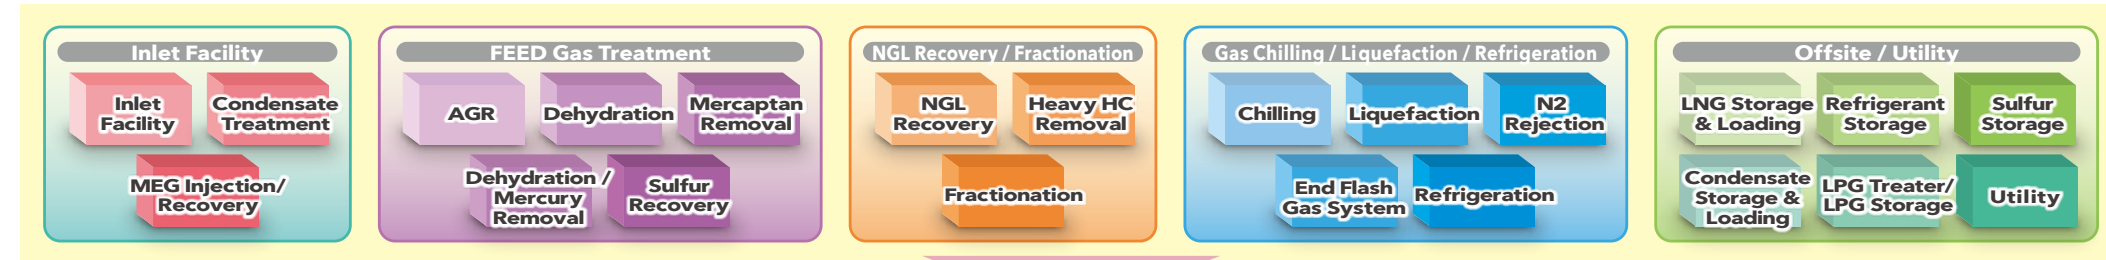 Inlet Facility
Inlet
Facility
Condensate
Treatment
MEG Injection/
Recovery
FEED Gas Treatment
AGR
Dehydration
Mercaptan
Removal
Dehydration /
Mercury
Removal
Sulfur
Recovery
NGL Recovery / Fractionation
NGL
Recovery
Heavy HC
Removal
Fractionation
Gas Chilling / Liquefaction / Refrigeration
Chilling
Liquefaction
N2
Rejection
End Flash
Gas System
Refrigeration
Offsite / Utility
LNG Storage
& Loading
Refrigerant
Storage
Sulfur
Storage
Condensate
Storage &
Loading
LPG Treater/
LPG Storage
Utility